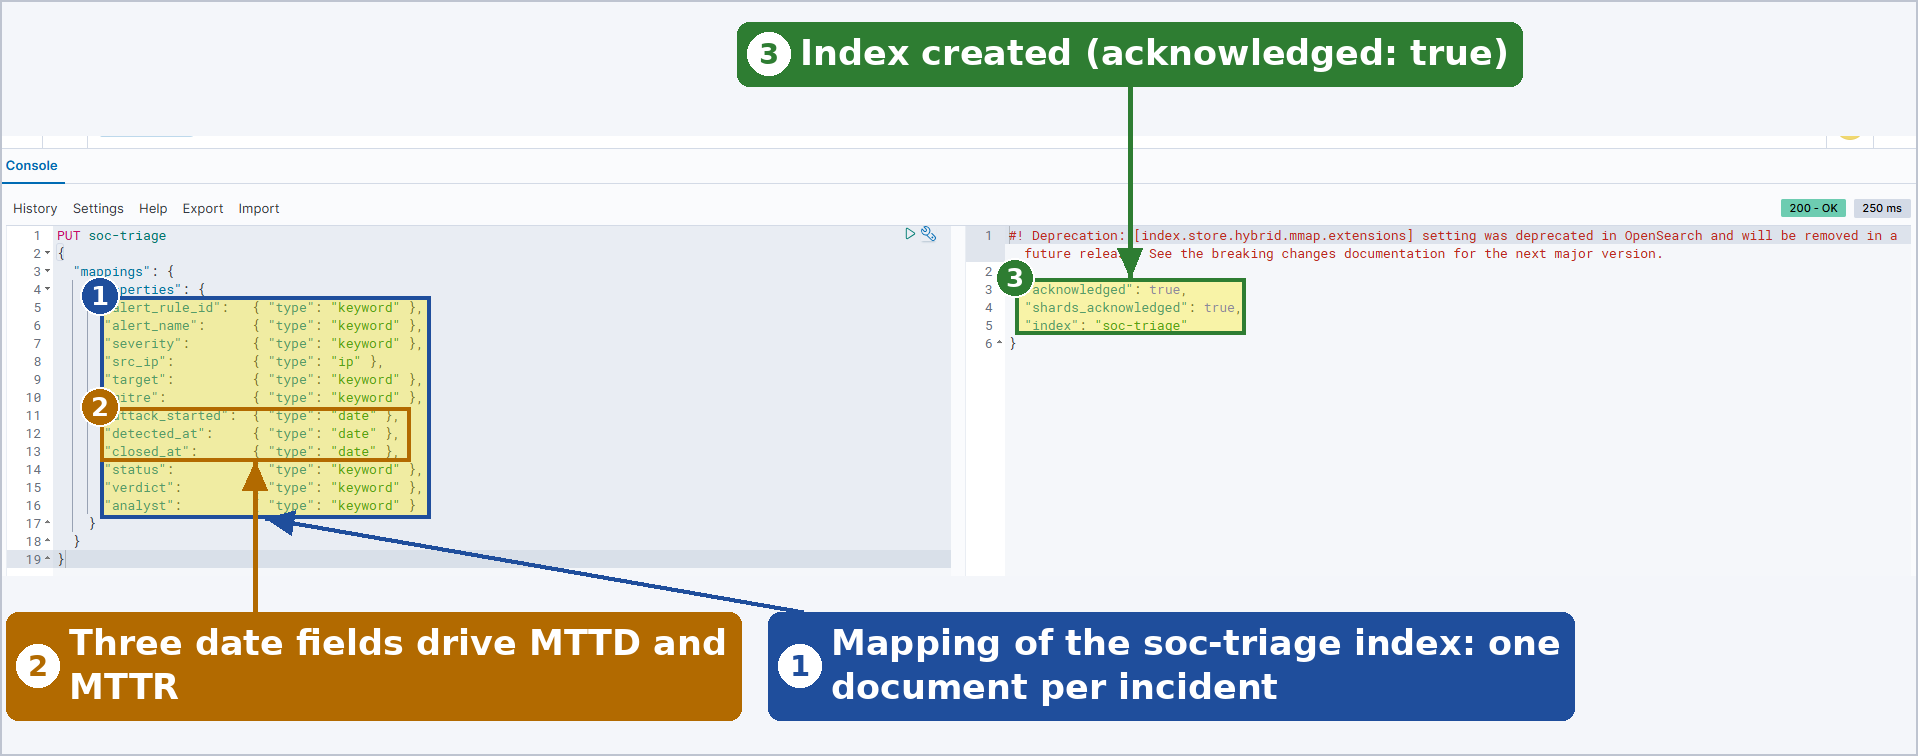 3 Index created (acknowledged: true)
Console
History Settings Help Export Import
200 - OK 250 ms
1 PUT soc-triage
2 {
3 "mappings": {
4 perties": {
5 alert_rule_id": { "type": "keyword" },
6 "alert_name": { "type": "keyword" },
7 "severity": { "type": "keyword" },
8 "src_ip": { "type": "ip" },
9 "target": { "type": "keyword" },
10 mitre": { "type": "keyword" },
11 attack_started": { "type": "date" },
12 "detected_at": { "type": "date" },
13 "closed_at": { "type": "date" },
14 "status": "type": "keyword" },
15 "verdict": "type": "keyword" },
16 "analyst": "type": "keyword" }
17 }
18 }
19 }
1
2
1 #! Deprecation: [index.store.hybrid.mmap.extensions] setting was deprecated in OpenSearch and will be removed in a
future See the breaking changes documentation for the next major version.
2
3 "acknowledged": true,
4 "shards_acknowledged": true,
5 "index": "soc-triage"
6 }
3
2 Three date fields drive MTTD and
MTTR
1 Mapping of the soc-triage index: one
document per incident